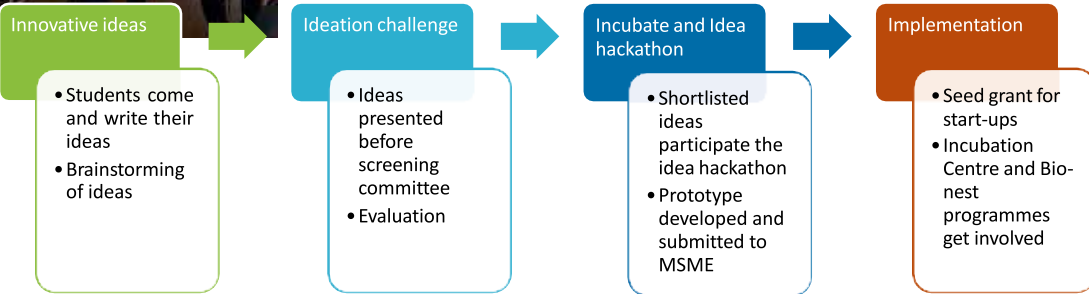 Innovative ideas
• Students come
and write their
ideas
• Brainstorming
of ideas
Ideation challenge
• Ideas
presented
before
screening
committee
• Evaluation
Incubate and Idea
hackathon
• Shortlisted
ideas
participate the
idea hackathon
• Prototype
developed and
submitted to
MSME
Implementation
• Seed grant for
start-ups
• Incubation
Centre and Bio-
nest
programmes
get involved